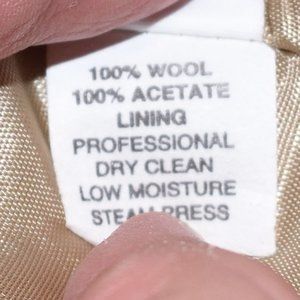 100% WOOL
100% ACETATE
LINING
PROFESSIONAL
DRY CLEAN
LOW MOISTURE
STEAM PRESS